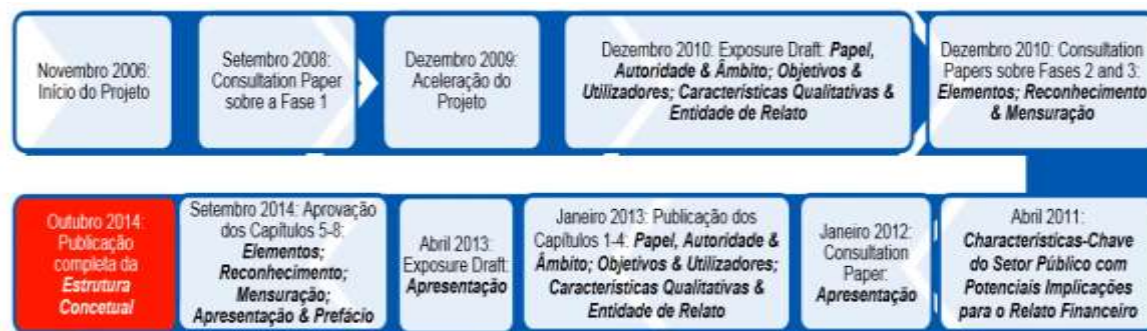 Novembro 2006:
Início do Projeto
Setembro 2008:
Consultation Paper
sobre a Fase 1
Dezembro 2009:
Aceleração do
Projeto
Dezembro 2010: Exposure Draft: Papel,
Autoridade & Âmbito; Objetivos &
Utilizadores; Características Qualitativas &
Entidade de Relato
Dezembro 2010: Consultation
Papers sobre Fases 2 and 3:
Elementos; Reconhecimento
& Mensuração
Outubro 2014:
Publicação
completa da
Estrutura
Concetual
Setembro 2014: Aprovação
dos Capítulos 5-8:
Elementos;
Reconhecimento;
Mensuração;
Apresentação & Prefácio
Abril 2013:
Exposure Draft:
Apresentação
Janeiro 2013: Publicação dos
Capítulos 1-4: Papel, Autoridade &
Âmbito; Objetivos & Utilizadores;
Características Qualitativas &
Entidade de Relato
Janeiro 2012:
Consultation
Paper:
Apresentação
Abril 2011:
Características-Chave
do Setor Público com
Potenciais Implicações
para o Relato Financeiro